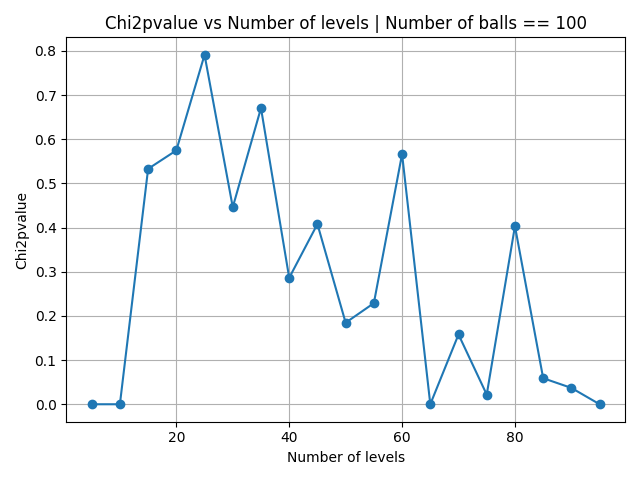 Chi2pvalue vs Number of levels | Number of balls == 100
Chi2pvalue
0.8
0.7
0.6
0.5
0.4
0.3
0.2
0.1
0.0
20 40 60 80
Number of levels